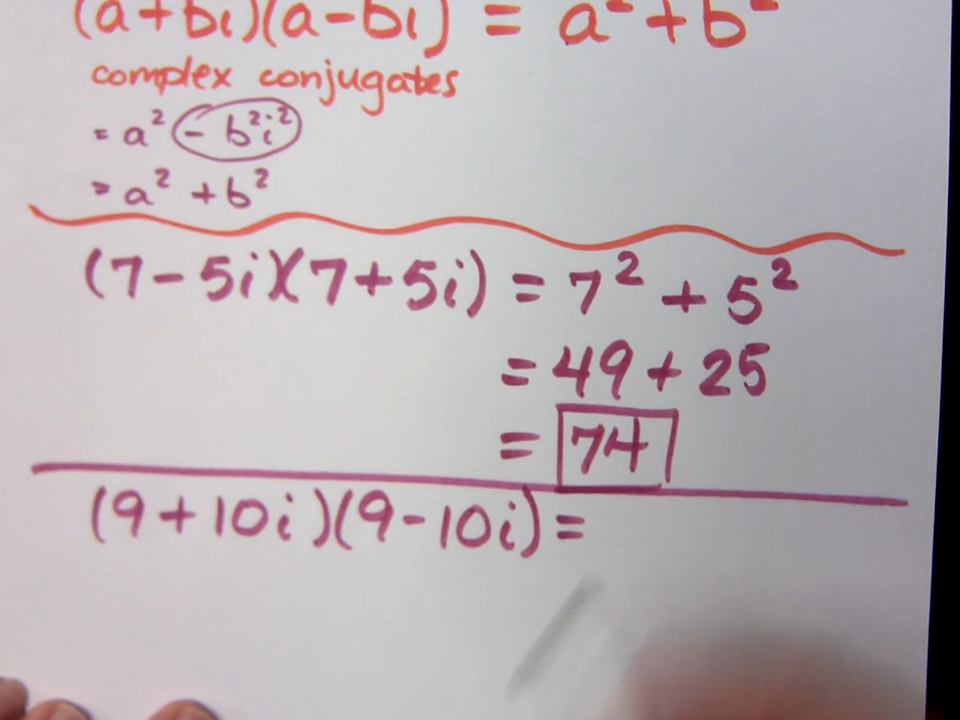 (a+bi)(a-bi) = a²+b²
complex conjugates
= a² - b²i²
= a² + b²
(7-5i)(7+5i) = 7² + 5²
= 49 + 25
= 74
(9+10i)(9-10i) =